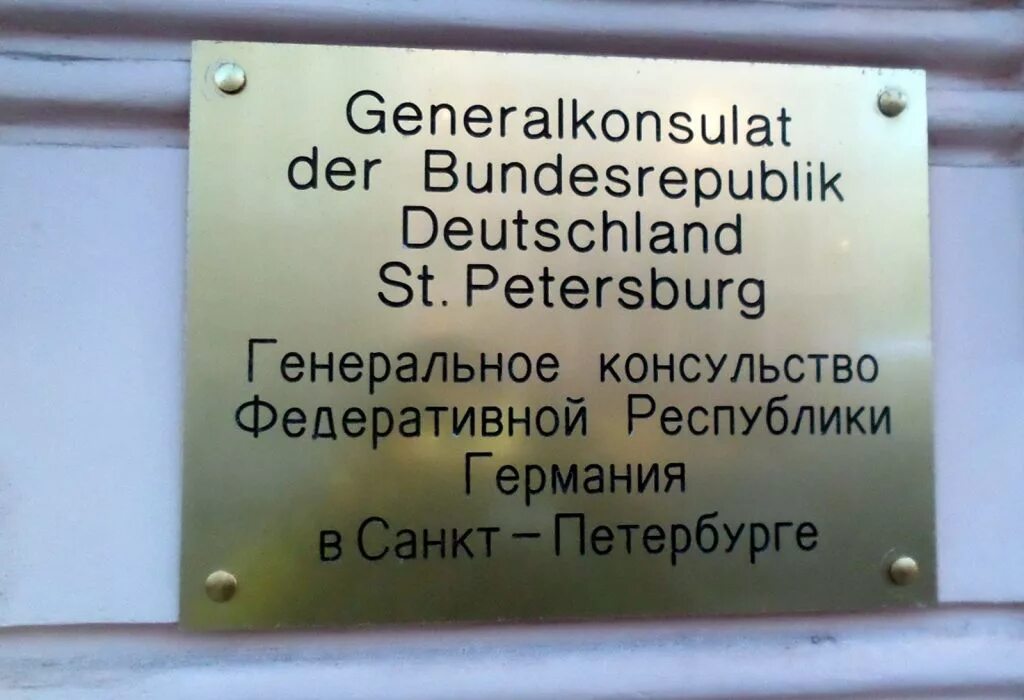 Generalkonsulat
der Bundesrepublik
Deutschland
St. Petersburg
Генеральное консульство
Федеративной Республики
Германия
в Санкт – Петербурге